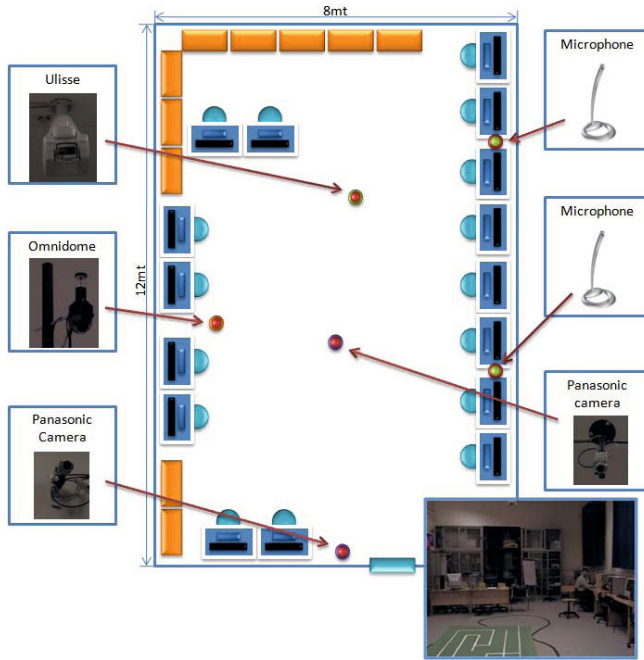 8mt
Ulisse
Microphone
Microphone
Omnidome
12mt
Panasonic
Camera
Panasonic
camera